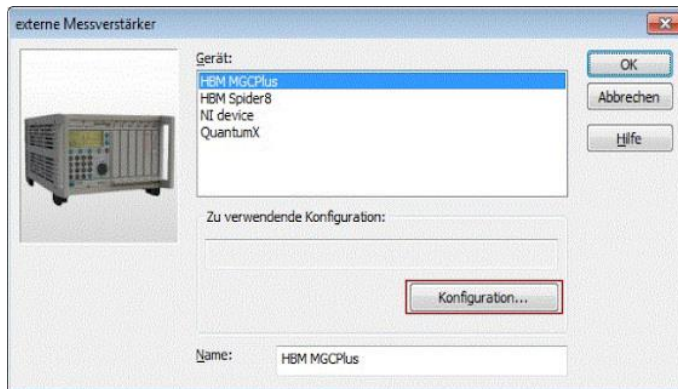 externe Messverstärker
Gerät:
HBM MGCPlus
HBM Spider8
NI device
QuantumX
OK
Abbrechen
Hilfe
Zu verwendende Konfiguration:
Konfiguration...
Name:
HBM MGCPlus